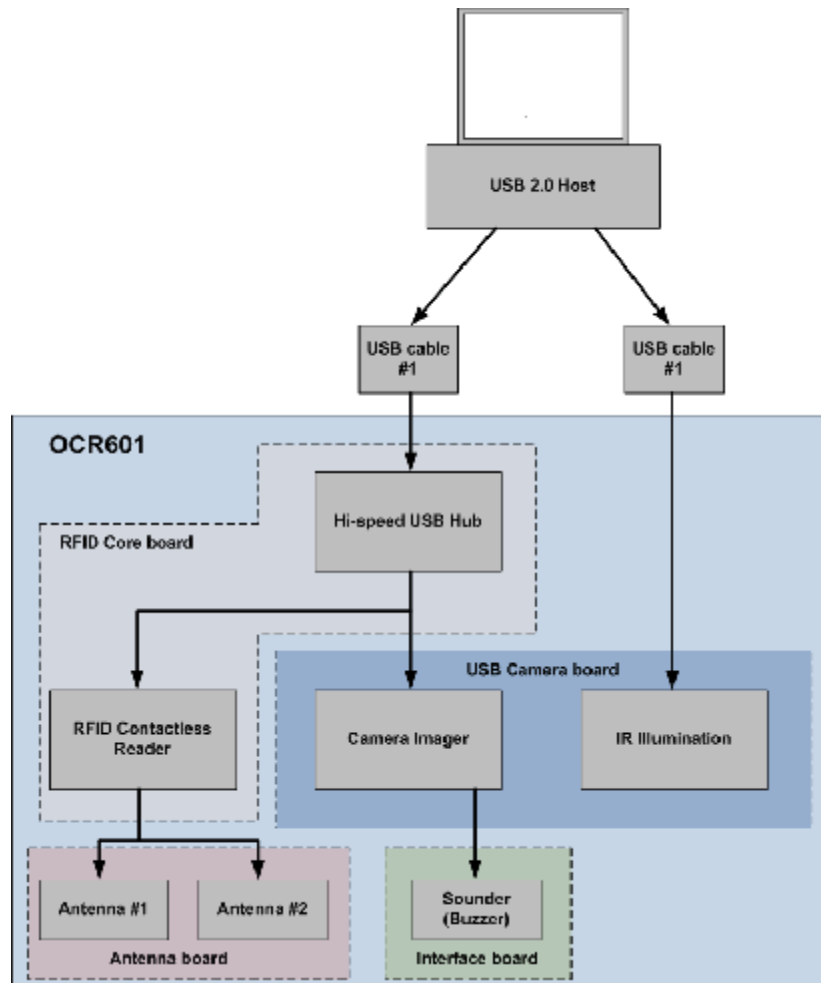 USB 2.0 Host
USB cable
#1
USB cable
#1
OCR601
Hi-speed USB Hub
RFID Core board
USB Camera board
RFID Contactless
Reader
Camera Imager
IR Illumination
Antenna #1
Antenna #2
Sounder
(Buzzer)
Antenna board
Interface board